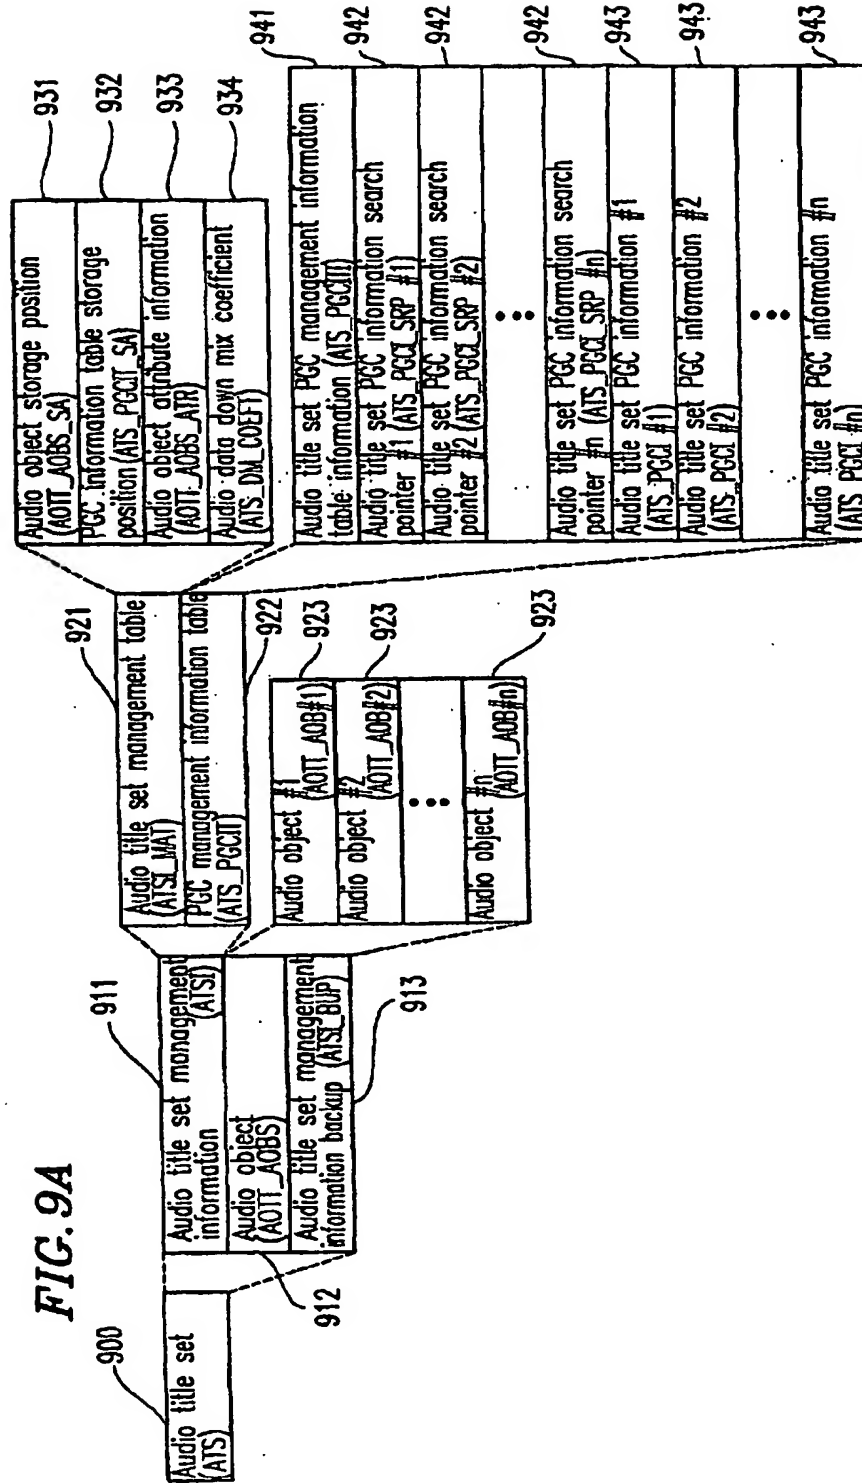 FIG. 9A
900
Audio title set
(ATS)
911
Audio title set management
information (ATSI)
Audio object
(AOTT_AOBS)
Audio title set management
information backup (ATSI_BUP)
912
913
921
Audio title set management table
(ATSI_MAT)
PGC management information table
(ATS_PGCIT)
922
Audio object #1
(AOTT_AOB#1)
Audio object #2
(AOTT_AOB#2)
Audio object #n
(AOTT_AOB#n)
923
923
923
Audio object storage position
(AOTT_AOBS_SA)
PGC information table storage
position (ATS_PGCIT_SA)
Audio object attribute information
(AOTT_AOBS_ATR)
Audio data down mix coefficient
(ATS_DM_COEFT)
931
932
933
934
Audio title set PGC management information
table information (ATS_PGCITI)
Audio title set PGC information search
pointer #1 (ATS_PGCI_SRP #1)
Audio title set PGC information search
pointer #2 (ATS_PGCI_SRP #2)
Audio title set PGC information search
pointer #n (ATS_PGCI_SRP #n)
Audio title set PGC information #1
(ATS_PGCI #1)
Audio title set PGC information #2
(ATS_PGCI #2)
Audio title set PGC information #n
(ATS_PGCI #n)
941
942
942
942
943
943
943